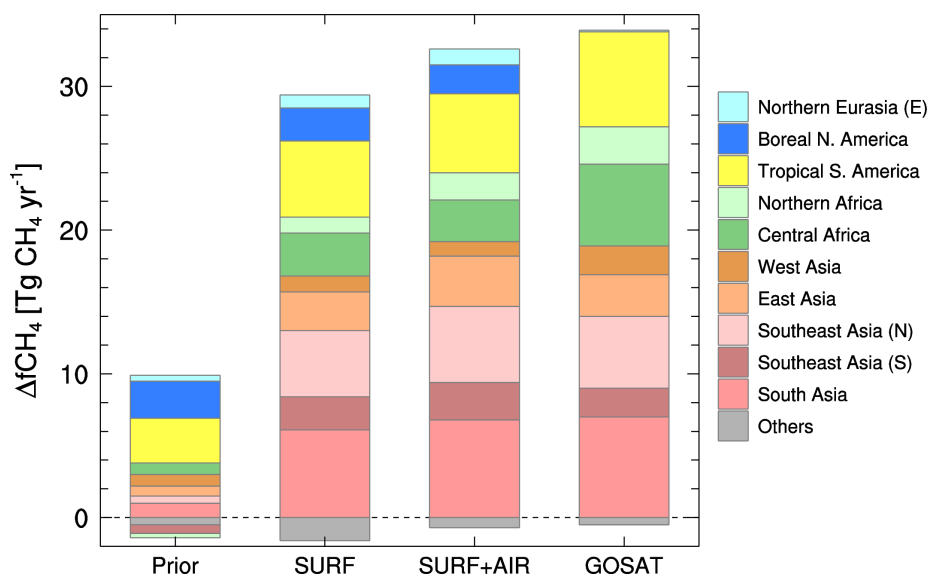 ΔfCH₄ [Tg CH₄ yr⁻¹]
30
20
10
0
Prior
SURF
SURF+AIR
GOSAT
Northern Eurasia (E)
Boreal N. America
Tropical S. America
Northern Africa
Central Africa
West Asia
East Asia
Southeast Asia (N)
Southeast Asia (S)
South Asia
Others